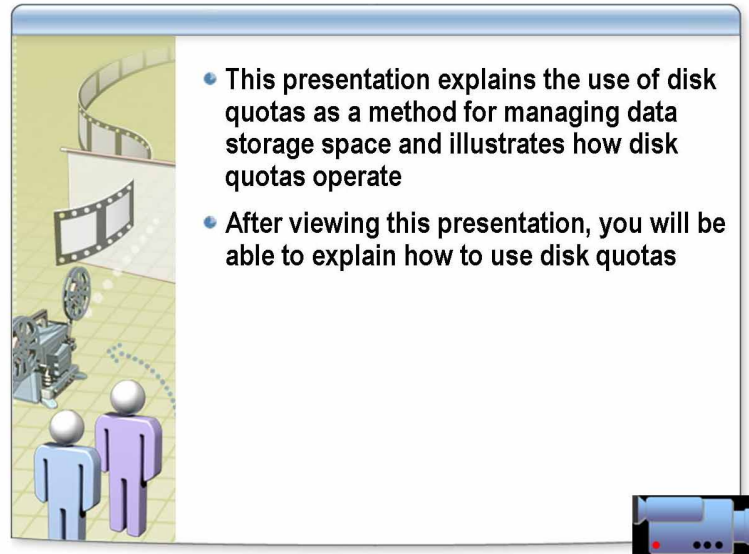 This presentation explains the use of disk
quotas as a method for managing data
storage space and illustrates how disk
quotas operate
After viewing this presentation, you will be
able to explain how to use disk quotas